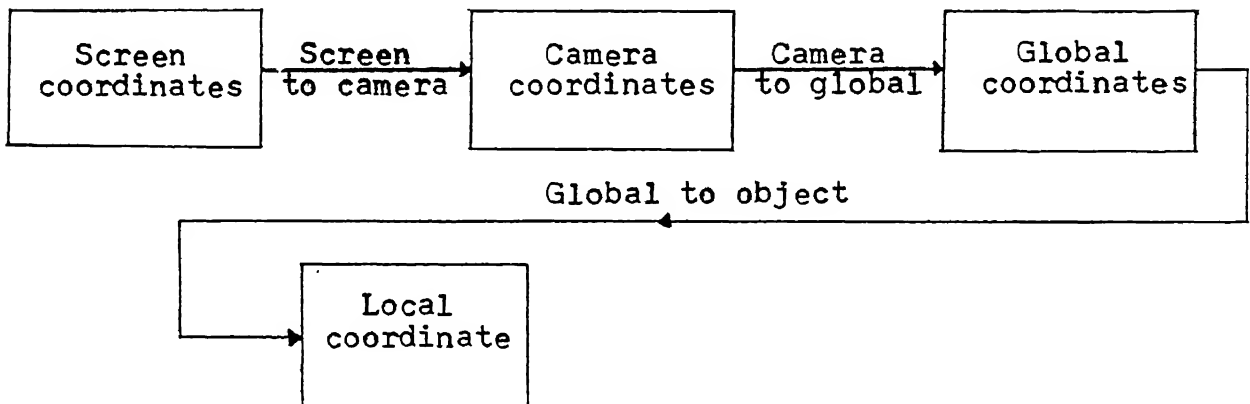 Screen
coordinates
Screen
to camera
Camera
coordinates
Camera
to global
Global
coordinates
Global to object
Local
coordinate